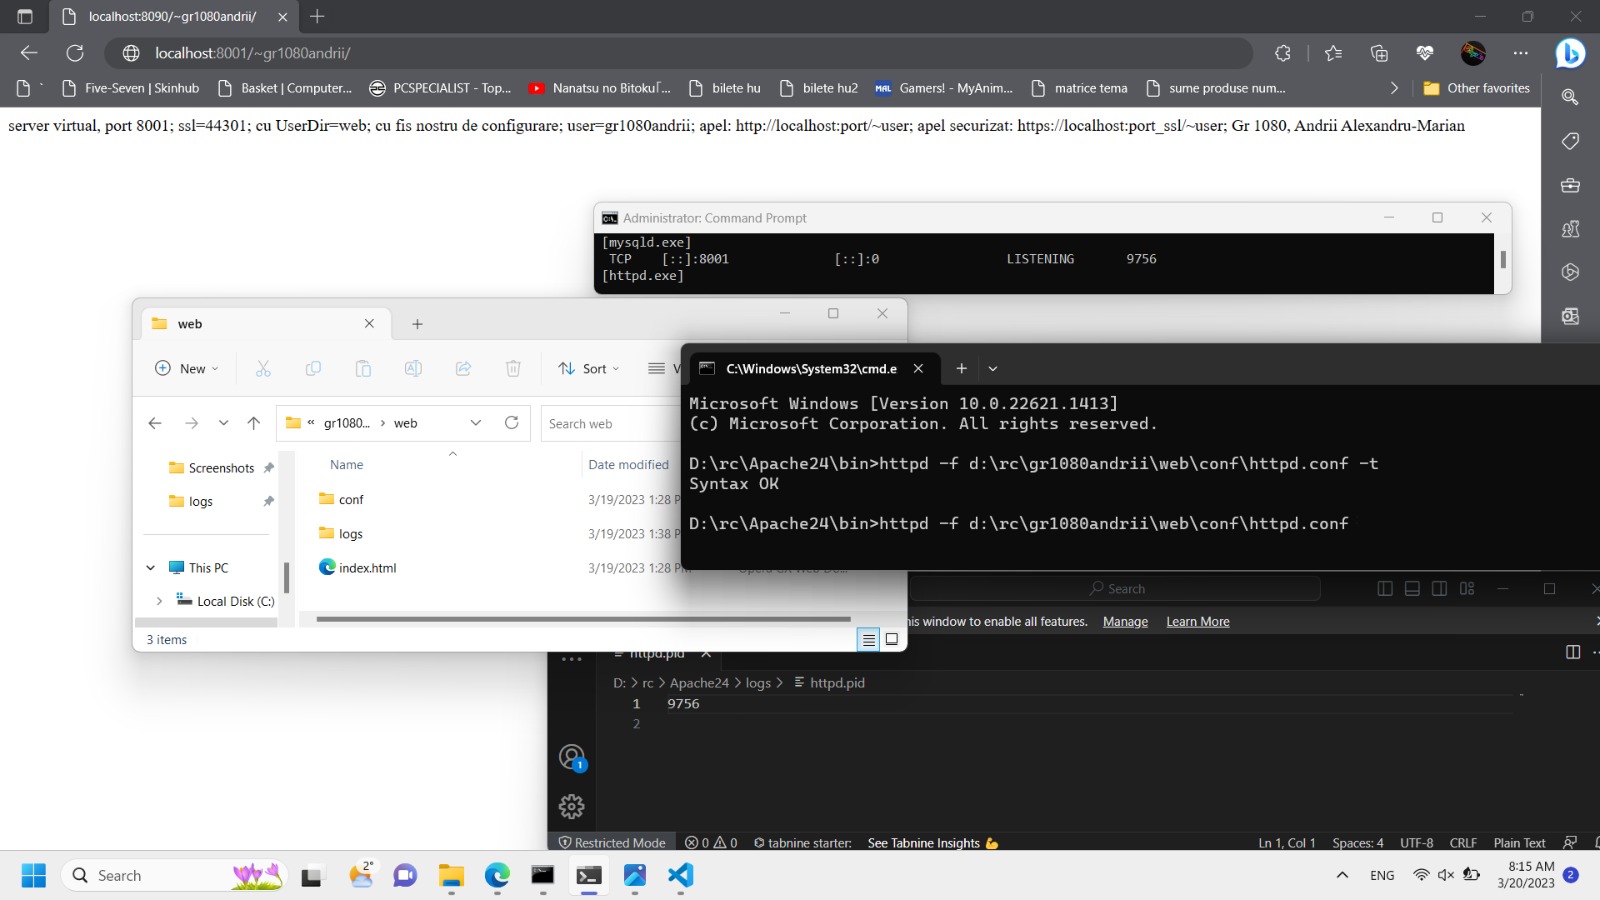 localhost:8090/~gr1080andrii/
localhost:8001/~gr1080andrii/
` Five-Seven | Skinhub Basket | Computer... PCSPECIALIST - Top... Nanatsu no Bitoku「... bilete hu bilete hu2 MAL Gamers! - MyAnim... matrice tema sume produse num... Other favorites
server virtual, port 8001; ssl=44301; cu UserDir=web; cu fis nostru de configurare; user=gr1080andrii; apel: http://localhost:port/~user; apel securizat: https://localhost:port_ssl/~user; Gr 1080, Andrii Alexandru-Marian
Administrator: Command Prompt
[mysqld.exe]
TCP [::]:8001 [::]:0 LISTENING 9756
[httpd.exe]
web
New Sort V
« gr1080... > web Search web
Screenshots
logs
This PC
Local Disk (C:)
Name Date modified
conf 3/19/2023 1:28 P
logs 3/19/2023 1:38 P
index.html 3/19/2023 1:28 PM
3 items
C:\Windows\System32\cmd.e
Microsoft Windows [Version 10.0.22621.1413]
(c) Microsoft Corporation. All rights reserved.
D:\rc\Apache24\bin>httpd -f d:\rc\gr1080andrii\web\conf\httpd.conf -t
Syntax OK
D:\rc\Apache24\bin>httpd -f d:\rc\gr1080andrii\web\conf\httpd.conf
Search
his window to enable all features. Manage Learn More
httpd.pid
D: > rc > Apache24 > logs > httpd.pid
1 9756
2
1
Restricted Mode 0 0 tabnine starter: See Tabnine Insights Ln 1, Col 1 Spaces: 4 UTF-8 CRLF Plain Text
Search
2°
ENG
8:15 AM
3/20/2023
2